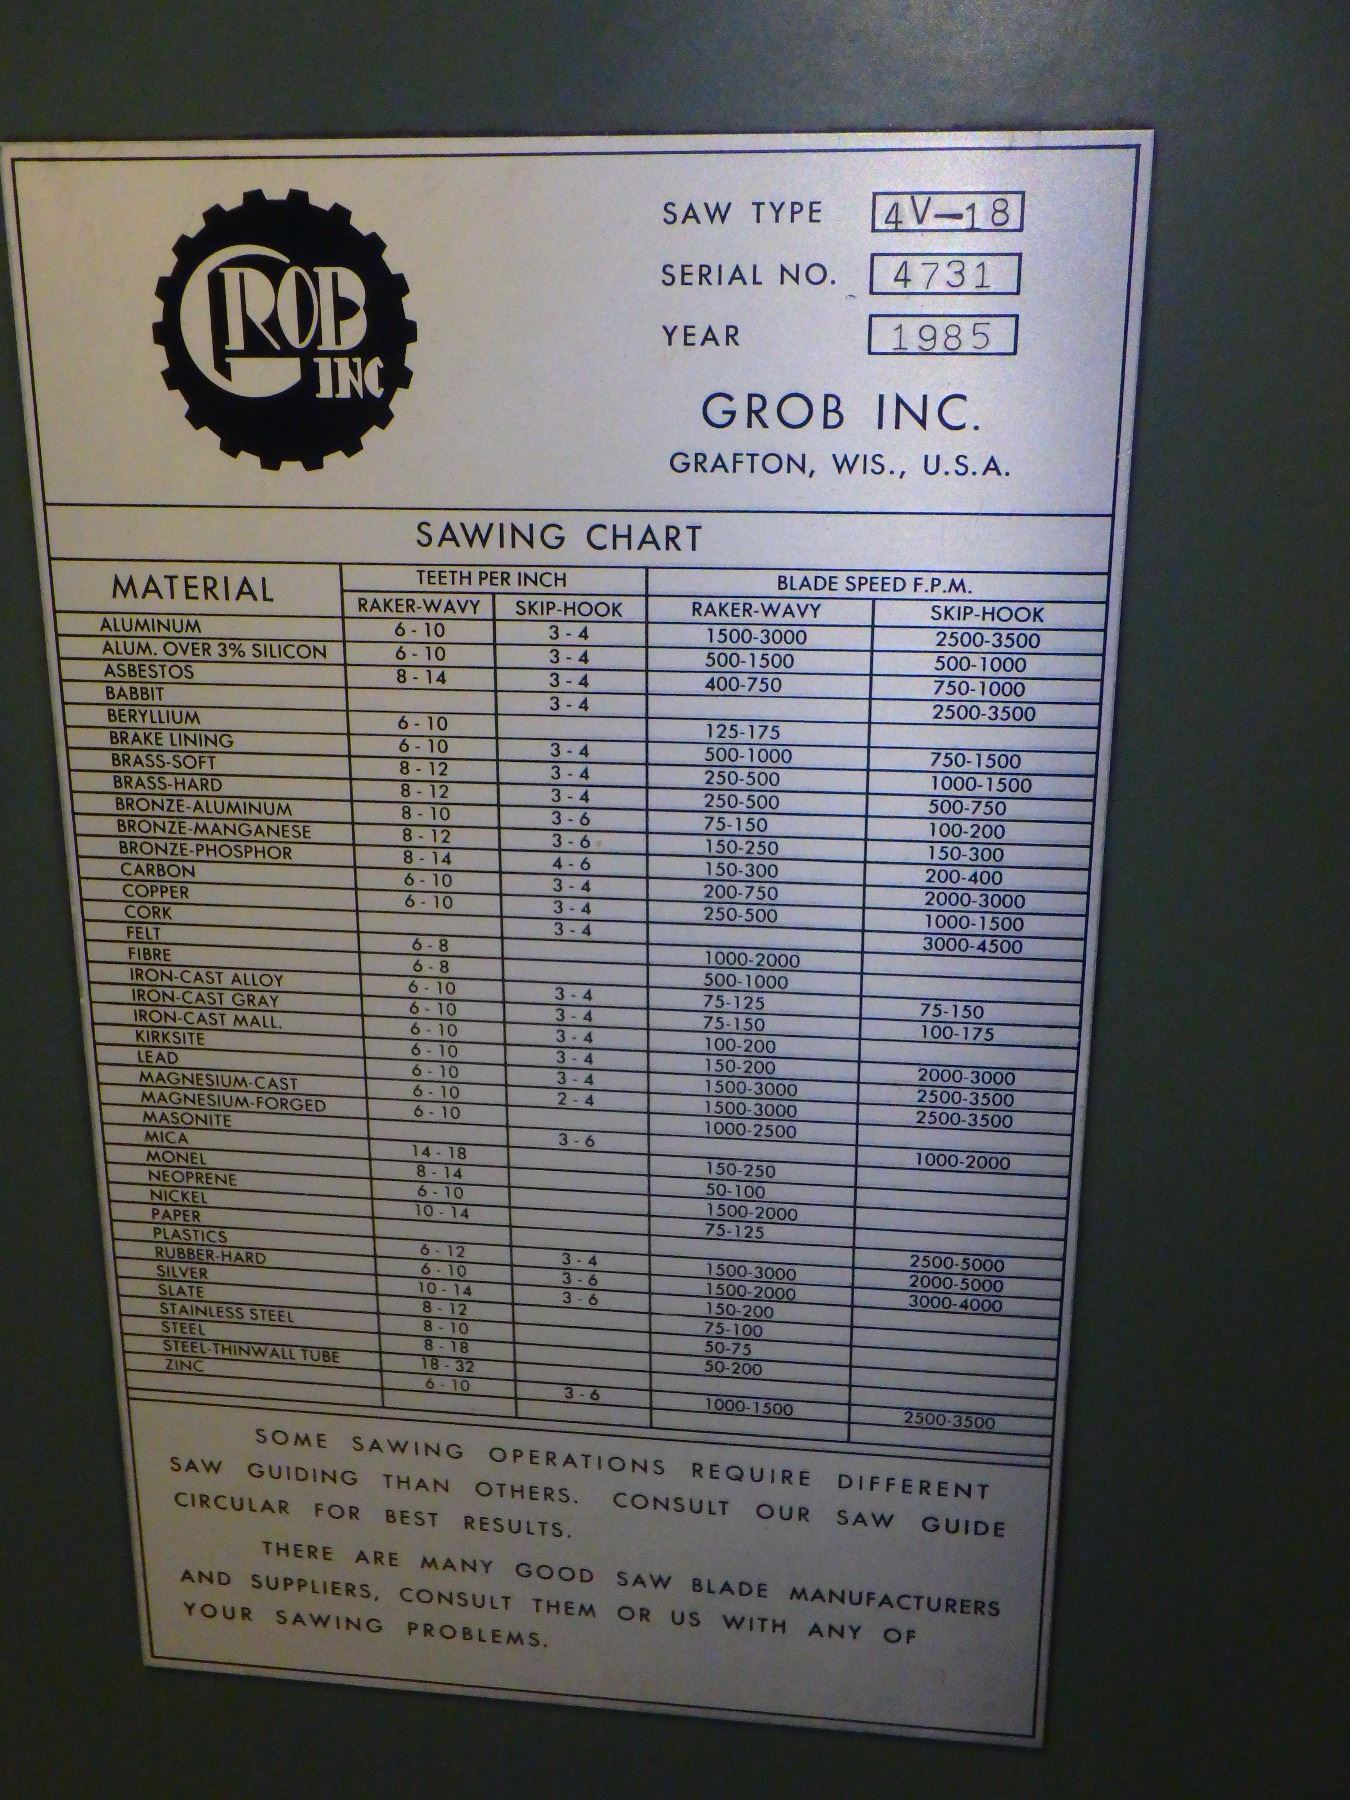 GROB
INC
SAW TYPE 4V-18
SERIAL NO. 4731
YEAR 1985
GROB INC.
GRAFTON, WIS., U.S.A.
SAWING CHART
MATERIAL TEETH PER INCH BLADE SPEED F.P.M.
RAKER-WAVY SKIP-HOOK RAKER-WAVY SKIP-HOOK
ALUMINUM 6-10 3-4 1500-3000 2500-3500
ALUM. OVER 3% SILICON 6-10 3-4 500-1500 500-1000
ASBESTOS 8-14 3-4 400-750 750-1000
BABBIT 3-4 2500-3500
BERYLLIUM 6-10 125-175
BRAKE LINING 6-10 3-4 500-1000 750-1500
BRASS-SOFT 8-12 3-4 250-500 1000-1500
BRASS-HARD 8-12 3-4 250-500 500-750
BRONZE-ALUMINUM 8-10 3-6 75-150 100-200
BRONZE-MANGANESE 8-12 3-6 150-250 150-300
BRONZE-PHOSPHOR 8-14 4-6 150-300 200-400
CARBON 6-10 3-4 200-750 2000-3000
COPPER 6-10 3-4 250-500 1000-1500
CORK 3-4 3000-4500
FELT 6-8 1000-2000
FIBRE 6-8 500-1000
IRON-CAST ALLOY 6-10 3-4 75-125 75-150
IRON-CAST GRAY 6-10 3-4 75-150 100-175
IRON-CAST MALL. 6-10 3-4 100-200
KIRKSITE 6-10 3-4 150-200 2000-3000
LEAD 6-10 3-4 1500-3000 2500-3500
MAGNESIUM-CAST 6-10 2-4 1500-3000 2500-3500
MAGNESIUM-FORGED 6-10 1000-2500
MASONITE 3-6 1000-2000
MICA 14-18 150-250
MONEL 8-14 50-100
NEOPRENE 6-10 1500-2000
NICKEL 10-14 75-125
PAPER 3-4 2500-5000
PLASTICS 6-12 3-6 1500-3000 2000-5000
RUBBER-HARD 6-10 3-6 1500-2000 3000-4000
SILVER 10-14 150-200
SLATE 8-12 75-100
STAINLESS STEEL 8-10 50-75
STEEL 8-18 50-200
STEEL-THINWALL TUBE 18-32
ZINC 6-10 3-6 1000-1500 2500-3500
SOME SAWING OPERATIONS REQUIRE DIFFERENT
SAW GUIDING THAN OTHERS. CONSULT OUR SAW GUIDE
CIRCULAR FOR BEST RESULTS.
THERE ARE MANY GOOD SAW BLADE MANUFACTURERS
AND SUPPLIERS, CONSULT THEM OR US WITH ANY OF
YOUR SAWING PROBLEMS.